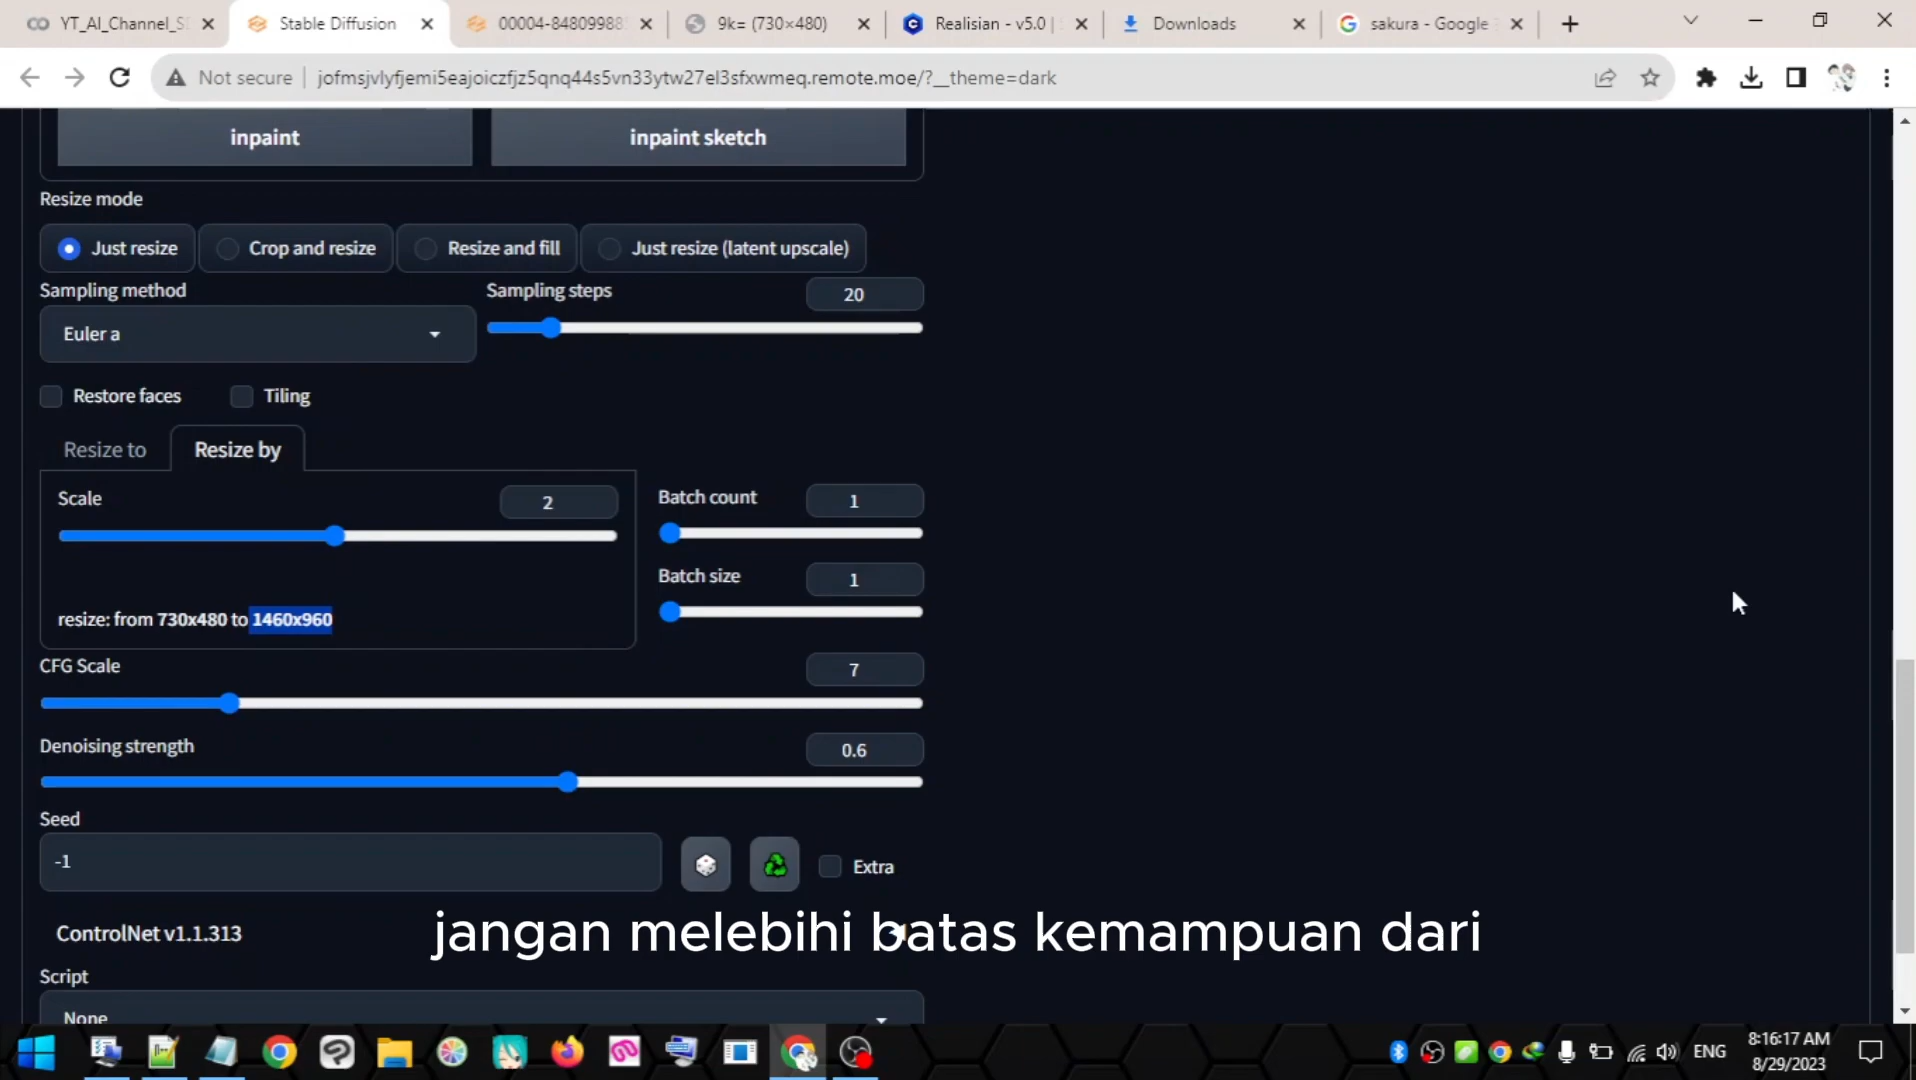 YT_AI_Channel_S
Stable Diffusion
00004-84809988
9k= (730×480)
Realisian - v5.0 |
Downloads
sakura - Google
Not secure
jofmsjvlyfjemi5eajoiczfjz5qnq44s5vn33ytw27el3sfxwmeq.remote.moe/?__theme=dark
inpaint
inpaint sketch
Resize mode
Just resize
Crop and resize
Resize and fill
Just resize (latent upscale)
Sampling method
Sampling steps
20
Euler a
Restore faces
Tiling
Resize to
Resize by
Scale
2
Batch count
1
Batch size
1
resize: from 730x480 to 1460x960
CFG Scale
7
Denoising strength
0.6
Seed
-1
Extra
ControlNet v1.1.313
jangan melebihi batas kemampuan dari
Script
None
ENG
8:16:17 AM
8/29/2023